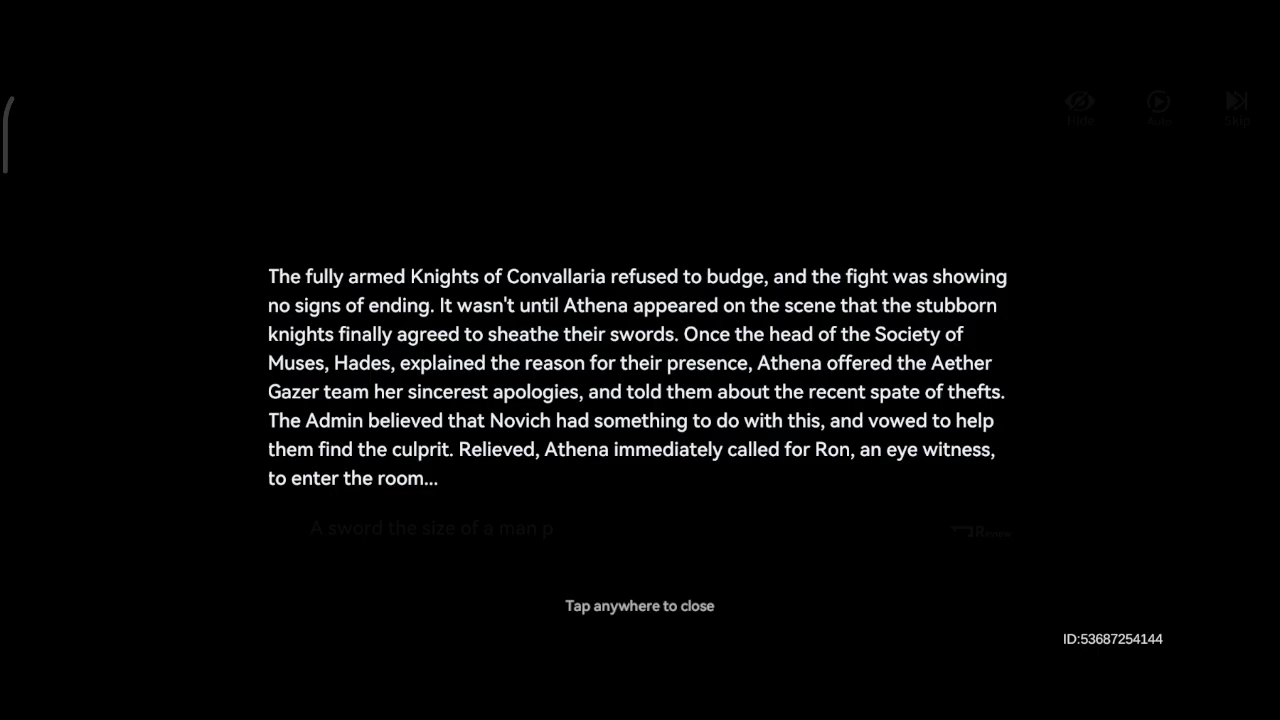 Hide
Auto
Skip
The fully armed Knights of Convallaria refused to budge, and the fight was showing
no signs of ending. It wasn't until Athena appeared on the scene that the stubborn
knights finally agreed to sheathe their swords. Once the head of the Society of
Muses, Hades, explained the reason for their presence, Athena offered the Aether
Gazer team her sincerest apologies, and told them about the recent spate of thefts.
The Admin believed that Novich had something to do with this, and vowed to help
them find the culprit. Relieved, Athena immediately called for Ron, an eye witness,
to enter the room...
A sword the size of a man p
Tap anywhere to close
ID:53687254144